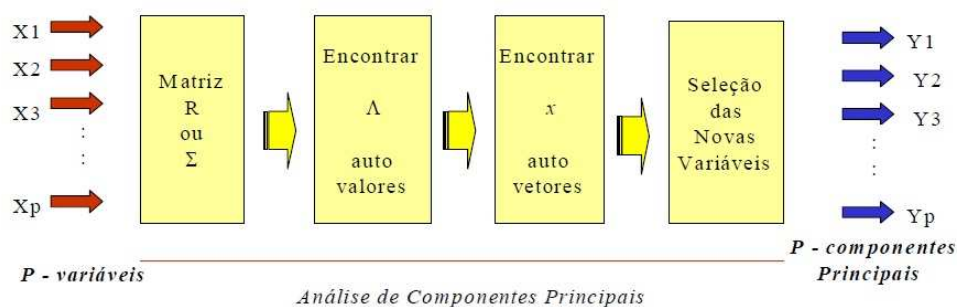 X1
X2
X3
:
:
Xp
P - variáveis
Matriz
R
ou
Σ
Encontrar
Λ
auto
valores
Encontrar
x
auto
vetores
Seleção
das
Novas
Variáveis
Y1
Y2
Y3
:
:
Yp
P - componentes
Principais
Análise de Componentes Principais